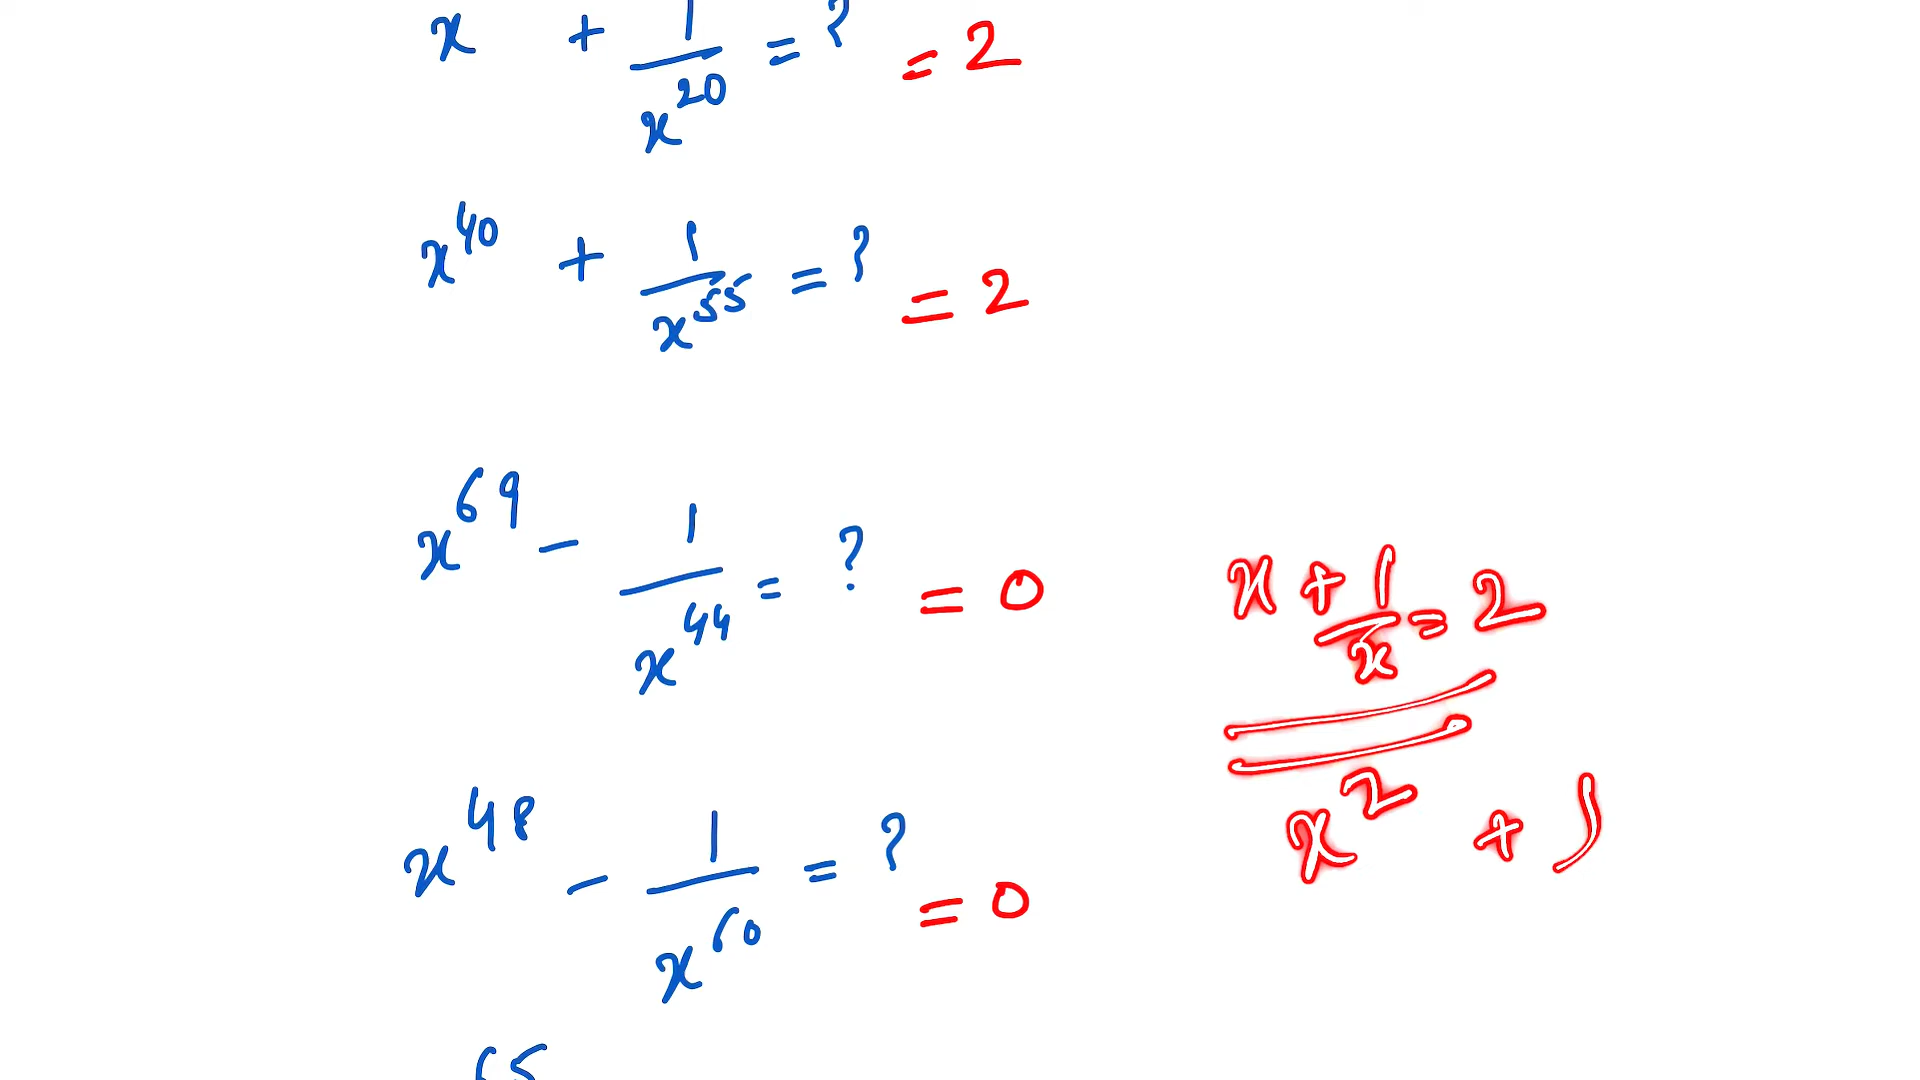 x + 1/x^20 = ? = 2
x^40 + 1/x^55 = ? = 2
x^69 - 1/x^44 = ? = 0
x + 1/x = 2
x^2 + 1
x^48 - 1/x^60 = ? = 0
65